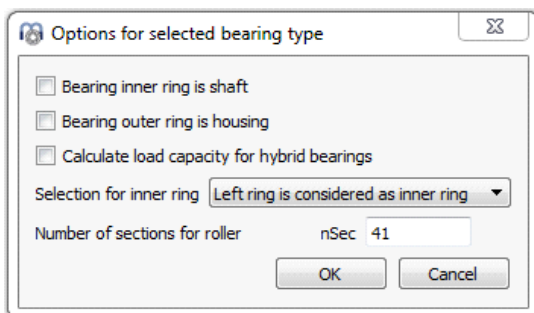 Options for selected bearing type
Bearing inner ring is shaft
Bearing outer ring is housing
Calculate load capacity for hybrid bearings
Selection for inner ring Left ring is considered as inner ring
Number of sections for roller nSec 41
OK Cancel